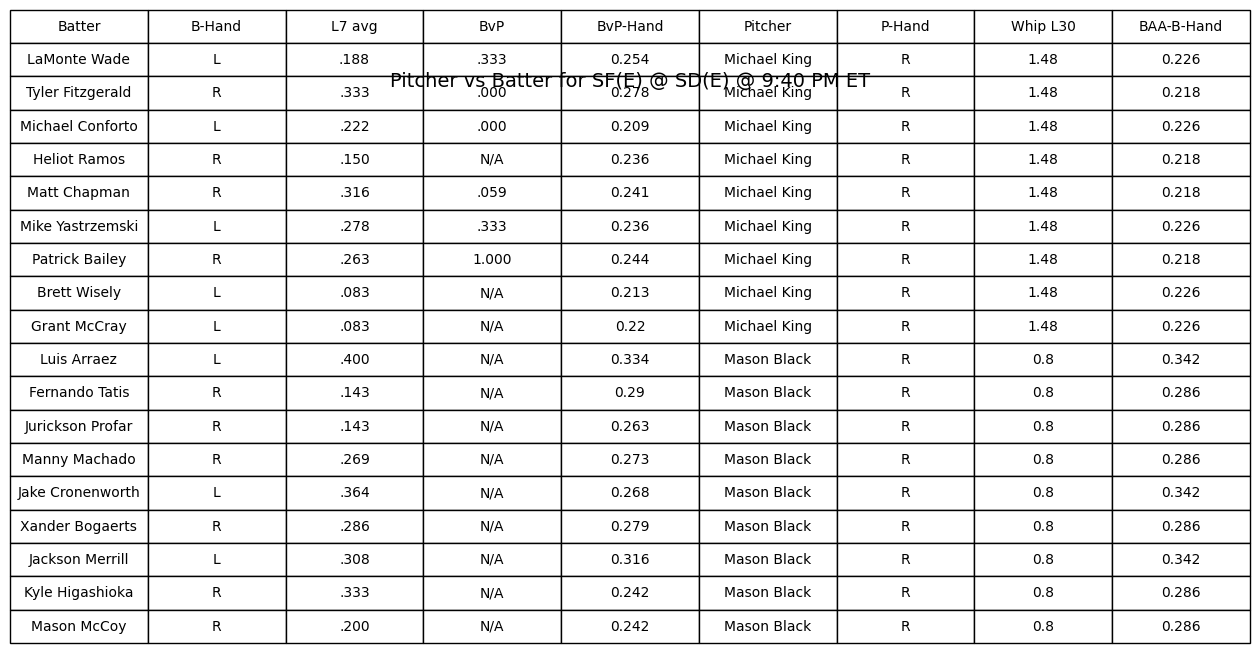 Batter B-Hand L7 avg BvP BvP-Hand Pitcher P-Hand Whip L30 BAA-B-Hand
LaMonte Wade L .188 .333 0.254 Michael King R 1.48 0.226
Pitcher vs Batter for SF(E) @ SD(E) @ 9:40 PM ET
Tyler Fitzgerald R .333 .000 0.278 Michael King R 1.48 0.218
Michael Conforto L .222 .000 0.209 Michael King R 1.48 0.226
Heliot Ramos R .150 N/A 0.236 Michael King R 1.48 0.218
Matt Chapman R .316 .059 0.241 Michael King R 1.48 0.218
Mike Yastrzemski L .278 .333 0.236 Michael King R 1.48 0.226
Patrick Bailey R .263 1.000 0.244 Michael King R 1.48 0.218
Brett Wisely L .083 N/A 0.213 Michael King R 1.48 0.226
Grant McCray L .083 N/A 0.22 Michael King R 1.48 0.226
Luis Arraez L .400 N/A 0.334 Mason Black R 0.8 0.342
Fernando Tatis R .143 N/A 0.29 Mason Black R 0.8 0.286
Jurickson Profar R .143 N/A 0.263 Mason Black R 0.8 0.286
Manny Machado R .269 N/A 0.273 Mason Black R 0.8 0.286
Jake Cronenworth L .364 N/A 0.268 Mason Black R 0.8 0.342
Xander Bogaerts R .286 N/A 0.279 Mason Black R 0.8 0.286
Jackson Merrill L .308 N/A 0.316 Mason Black R 0.8 0.342
Kyle Higashioka R .333 N/A 0.242 Mason Black R 0.8 0.286
Mason McCoy R .200 N/A 0.242 Mason Black R 0.8 0.286